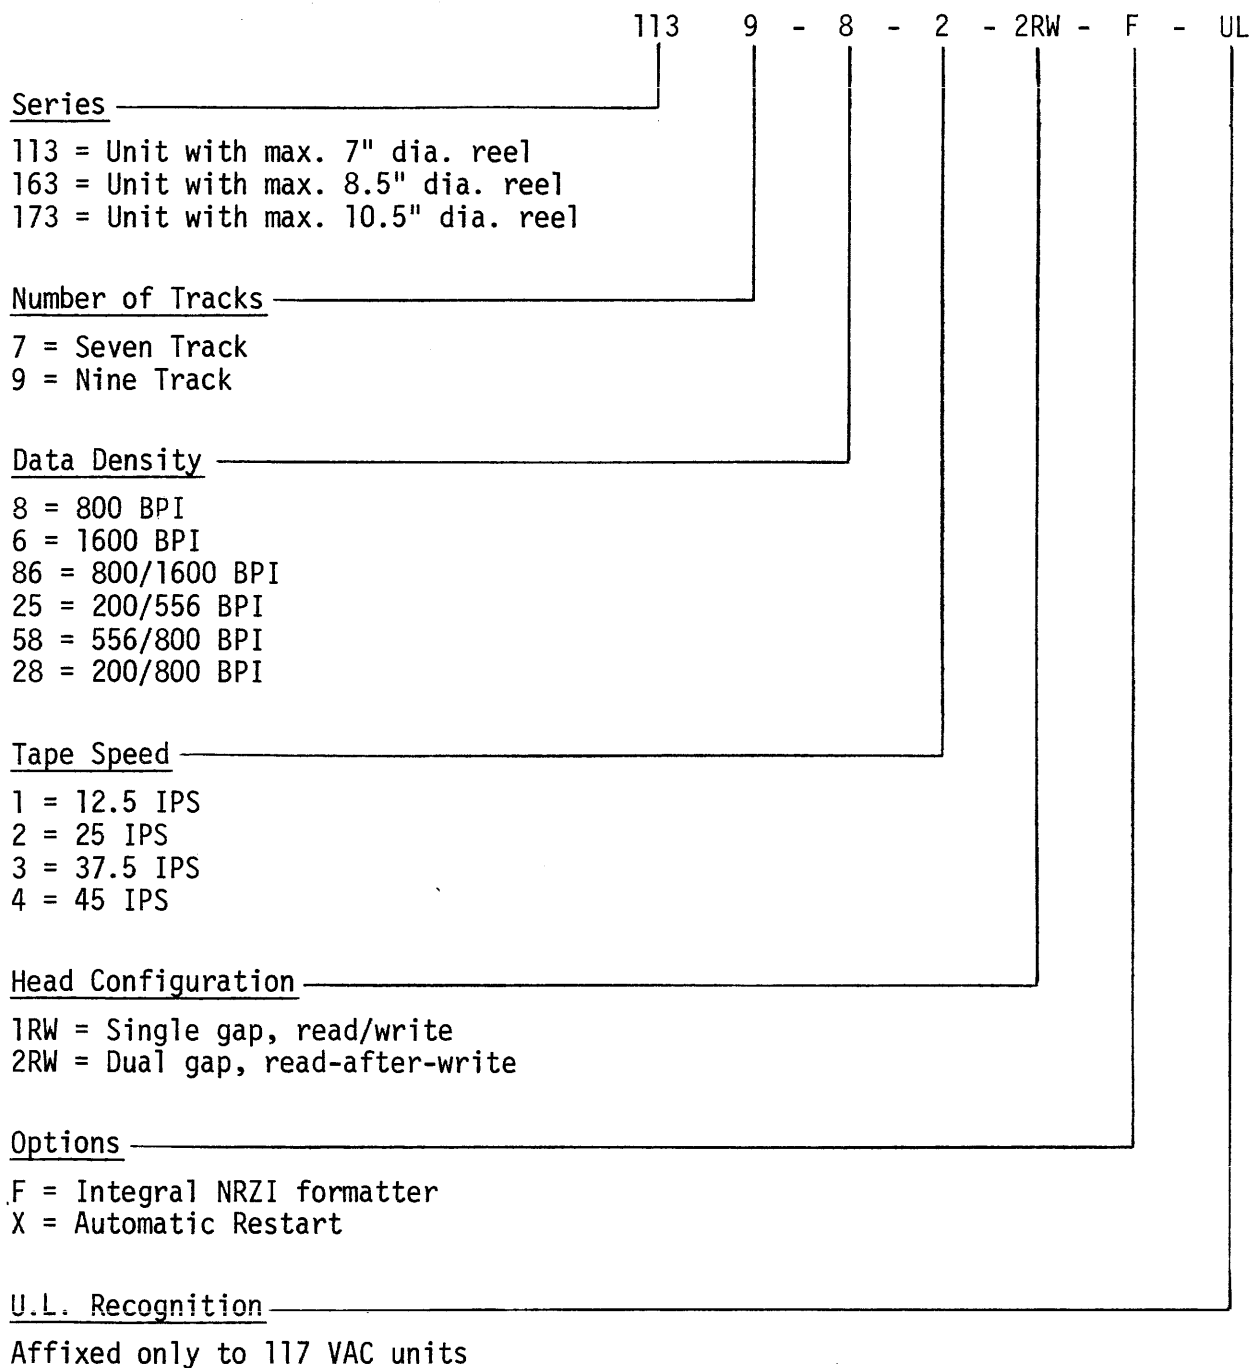 113 9 - 8 - 2 - 2RW - F - UL
Series
113 = Unit with max. 7" dia. reel
163 = Unit with max. 8.5" dia. reel
173 = Unit with max. 10.5" dia. reel
Number of Tracks
7 = Seven Track
9 = Nine Track
Data Density
8 = 800 BPI
6 = 1600 BPI
86 = 800/1600 BPI
25 = 200/556 BPI
58 = 556/800 BPI
28 = 200/800 BPI
Tape Speed
1 = 12.5 IPS
2 = 25 IPS
3 = 37.5 IPS
4 = 45 IPS
Head Configuration
1RW = Single gap, read/write
2RW = Dual gap, read-after-write
Options
F = Integral NRZI formatter
X = Automatic Restart
U.L. Recognition
Affixed only to 117 VAC units